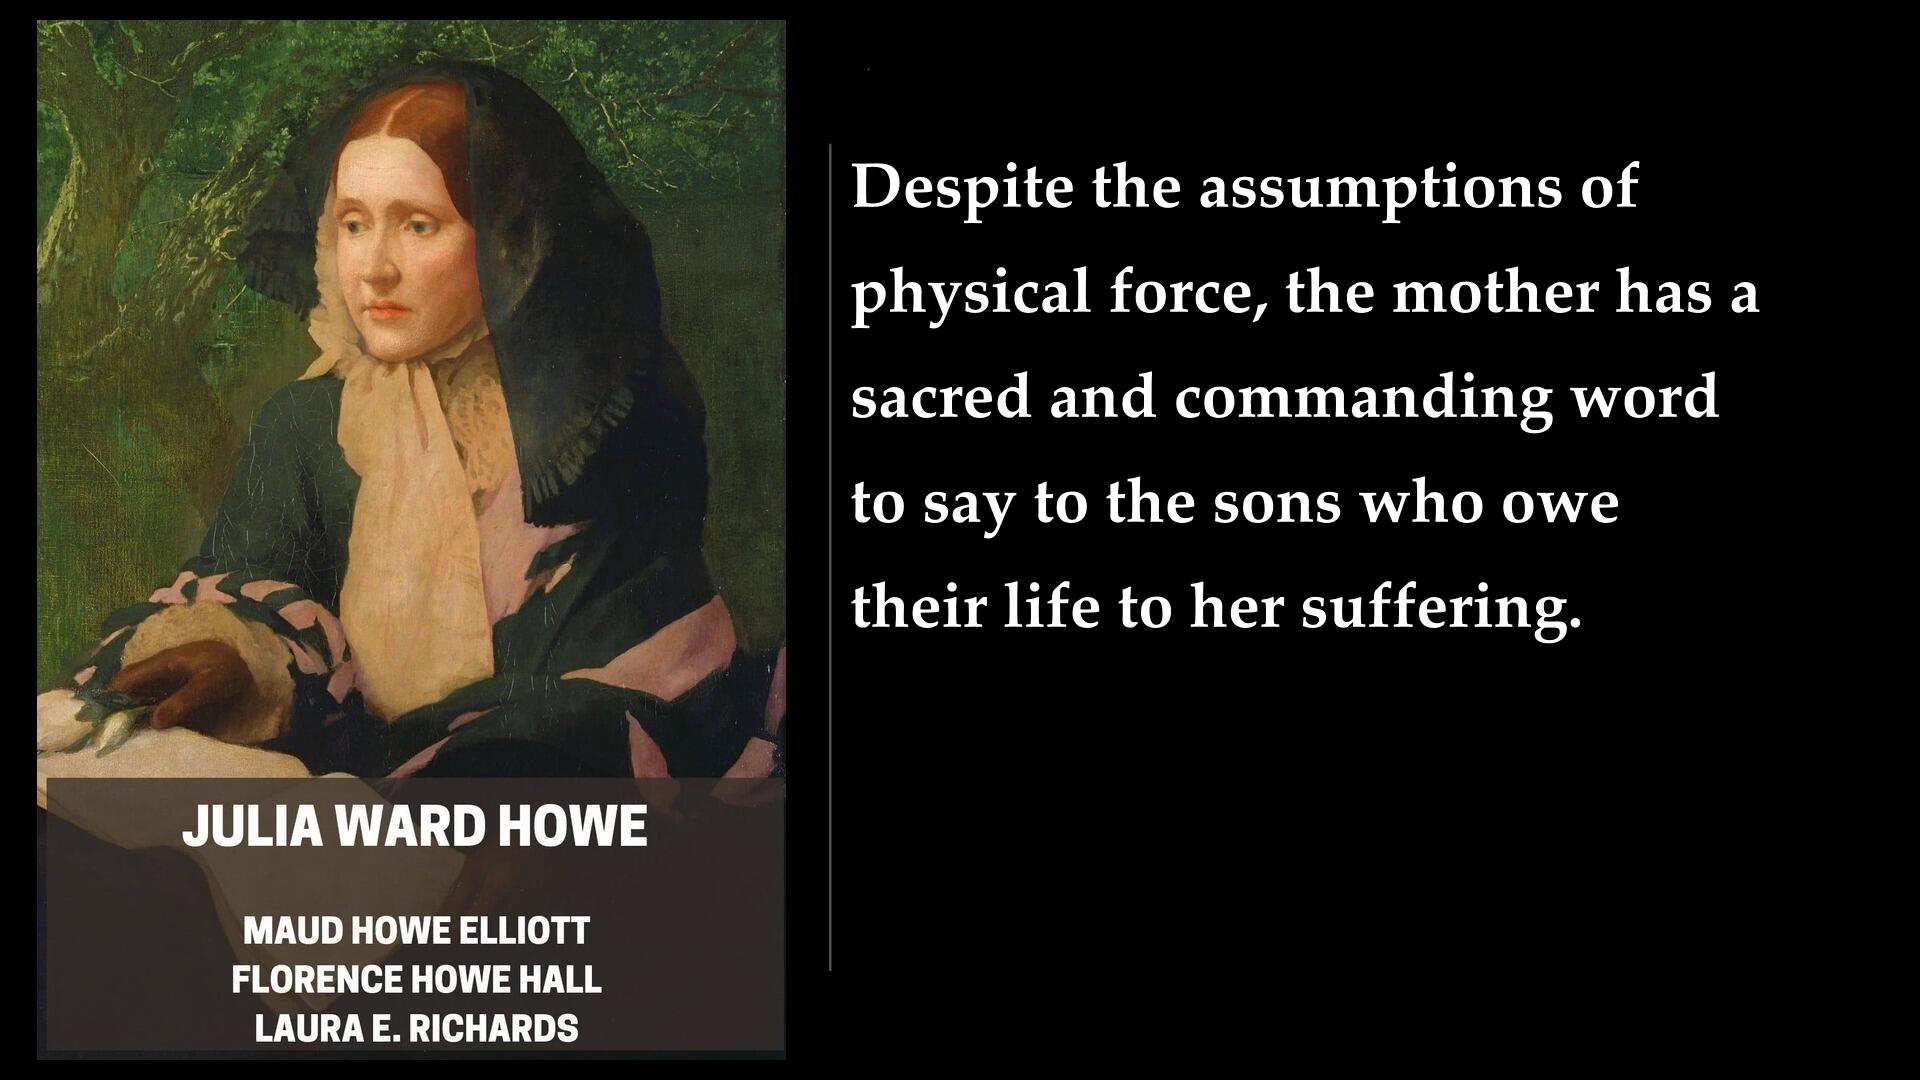 JULIA WARD HOWE
MAUD HOWE ELLIOTT
FLORENCE HOWE HALL
LAURA E. RICHARDS
Despite the assumptions of
physical force, the mother has a
sacred and commanding word
to say to the sons who owe
their life to her suffering.